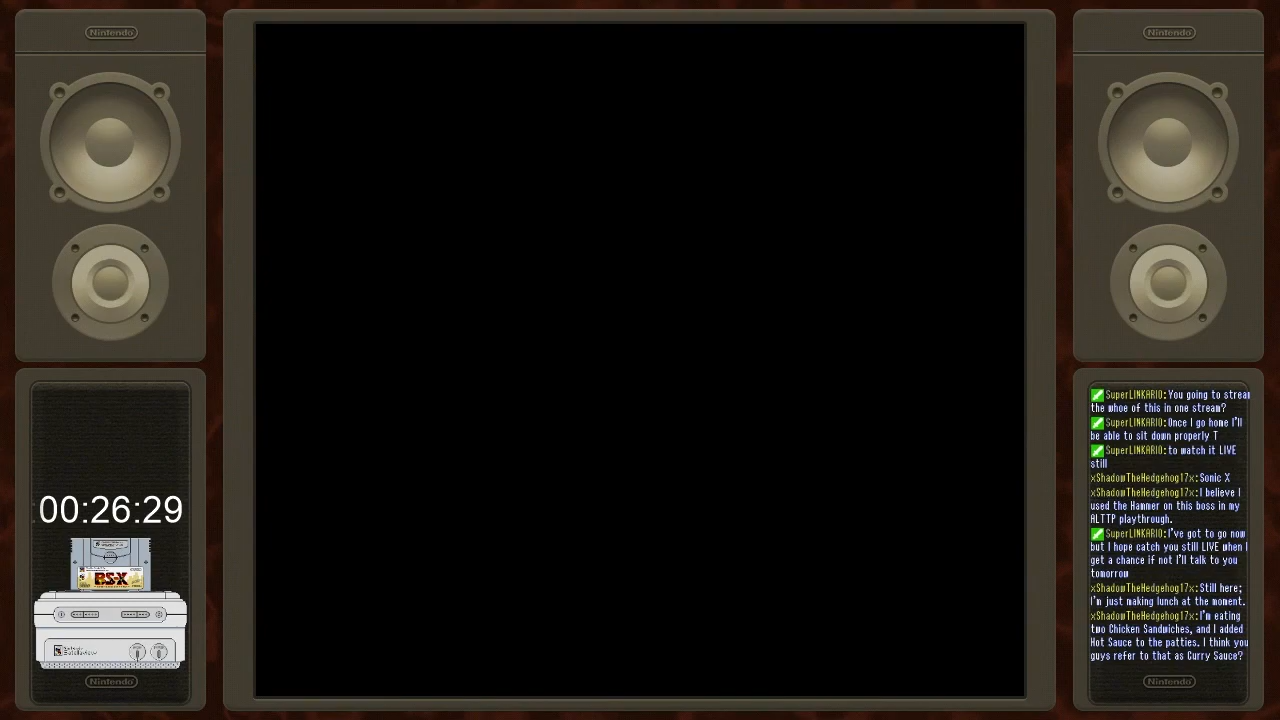 Nintendo
Nintendo
00:26:29
BS-X
Nintendo
SuperLINKARIO: You going to strea
the whoe of this in one stream?
SuperLINKARIO: Once I go home I'll
be able to sit down properly T
SuperLINKARIO: to watch it LIVE
still
xShadowTheHedgehog17x: Sonic X
xShadowTheHedgehog17x: I believe I
used the Hammer on this boss in my
ALTTP playthrough.
SuperLINKARIO: I've got to go now
but I hope catch you still LIVE when I
get a chance if not I'll talk to you
tomorrow
xShadowTheHedgehog17x: Still here;
I'm just making lunch at the moment.
xShadowTheHedgehog17x: I'm eating
two Chicken Sandwiches, and I added
Hot Sauce to the patties. I think you
guys refer to that as Curry Sauce?
Nintendo